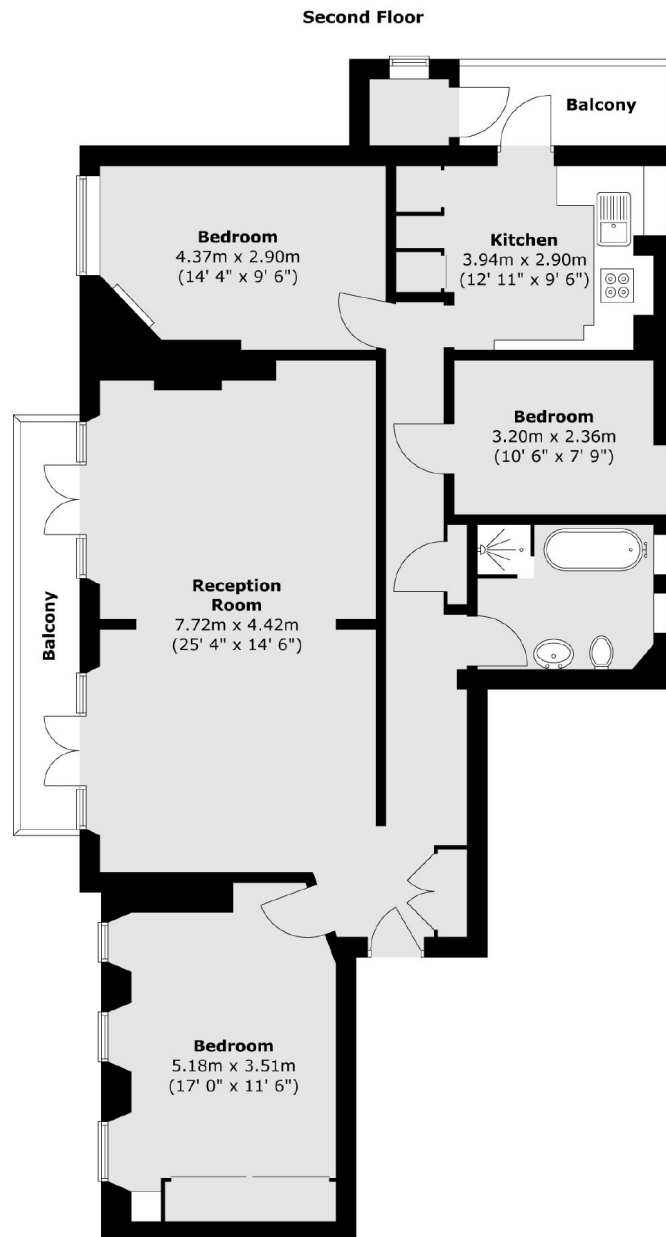 Second Floor
Balcony
Bedroom
4.37m x 2.90m
(14' 4" x 9' 6")
Kitchen
3.94m x 2.90m
(12' 11" x 9' 6")
Bedroom
3.20m x 2.36m
(10' 6" x 7' 9")
Balcony
Reception
Room
7.72m x 4.42m
(25' 4" x 14' 6")
Bedroom
5.18m x 3.51m
(17' 0" x 11' 6")